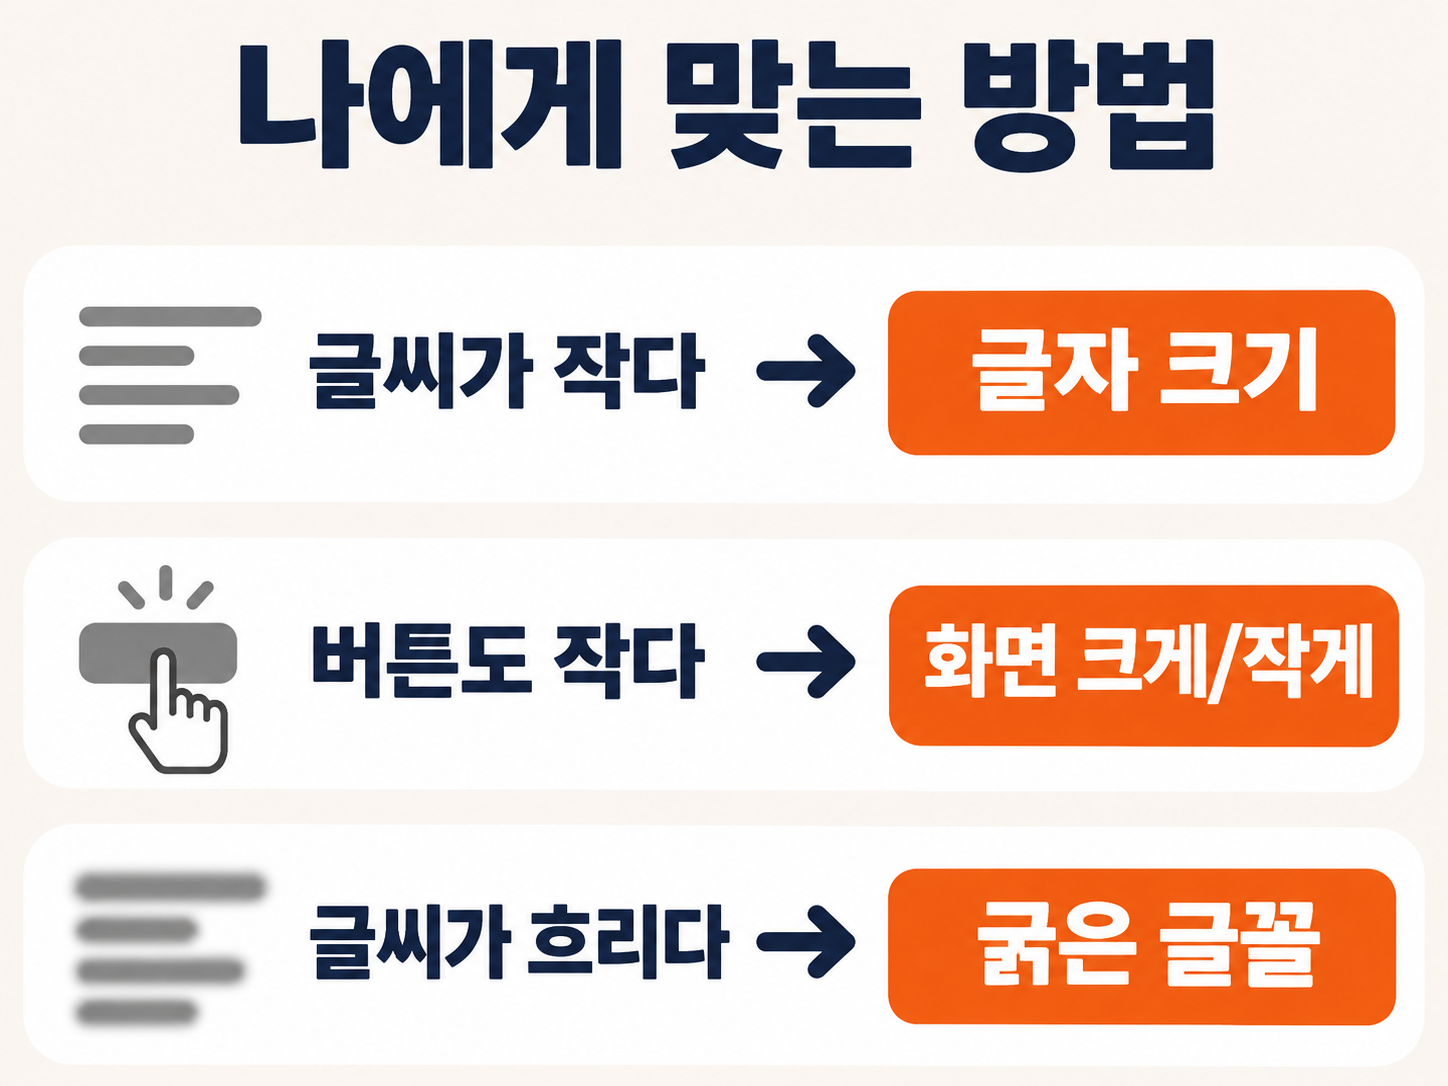 나에게 맞는 방법
글씨가 작다 → 글자 크기
버튼도 작다 → 화면 크게/작게
글씨가 흐리다 → 굵은 글꼴